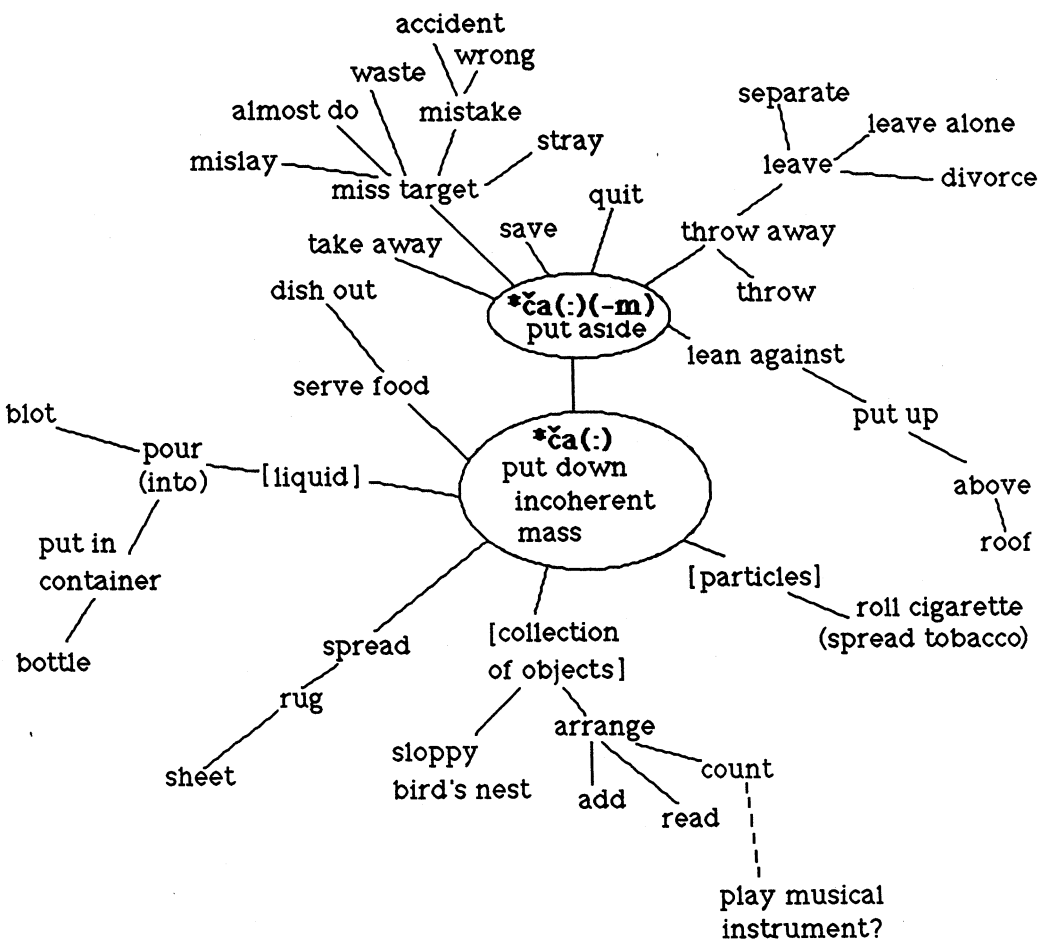 accident
wrong
waste
almost do
mistake
mislay
miss target
stray
separate
leave alone
leave
divorce
quit
save
throw away
throw
take away
dish out
*ča(:)(-m)
put aside
lean against
serve food
put up
above
roof
blot
pour
(into)
[liquid]
*ča(:)
put down
incoherent
mass
put in
container
bottle
[particles]
roll cigarette
(spread tobacco)
spread
rug
sheet
[collection
of objects]
sloppy
bird's nest
arrange
add
read
count
play musical
instrument?